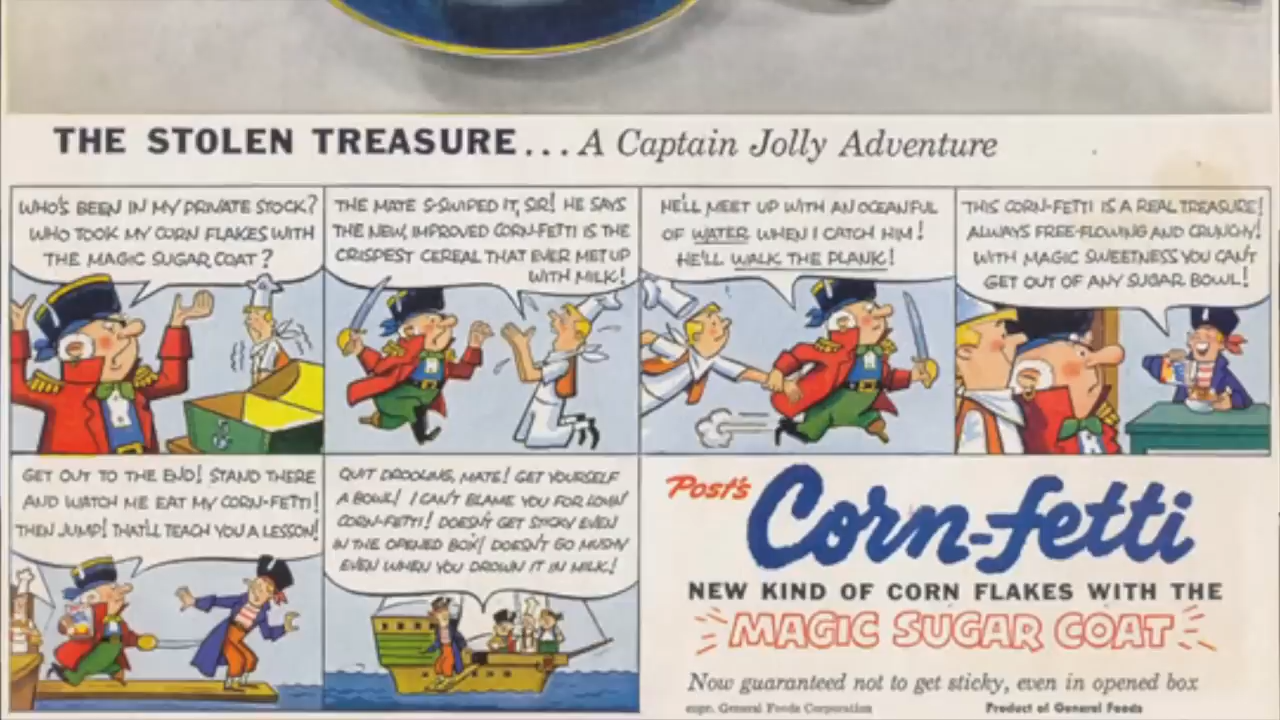 THE STOLEN TREASURE... A Captain Jolly Adventure
WHO'S BEEN IN MY PRIVATE STOCK?
WHO TOOK MY CORN FLAKES WITH
THE MAGIC SUGAR COAT?
THE MATE S-SWIPED IT, SIR! HE SAYS
THE NEW, IMPROVED CORN-FETTI IS THE
CRISPEST CEREAL THAT EVER MET UP
WITH MILK!
HE'LL MEET UP WITH AN OCEANFUL
OF WATER WHEN I CATCH HIM!
HE'LL WALK THE PLANK!
THIS CORN-FETTI IS A REAL TREASURE!
ALWAYS FREE-FLOWING AND CRUNCHY!
WITH MAGIC SWEETNESS YOU CAN'T
GET OUT OF ANY SUGAR BOWL!
GET OUT TO THE END! STAND THERE
AND WATCH ME EAT MY CORN-FETTI!
THEN JUMP! THAT'LL TEACH YOU A LESSON!
QUIT DROOLING, MATE! GET YOURSELF
A BOWL! I CAN'T BLAME YOU FOR LOVIN'
CORN-FETTI! DOESN'T GET STICKY EVEN
IN THE OPENED BOX! DOESN'T GO MUSHY
EVEN WHEN YOU DROWN IT IN MILK!
Post's Corn-fetti
NEW KIND OF CORN FLAKES WITH THE
MAGIC SUGAR COAT
Now guaranteed not to get sticky, even in opened box
General Foods Corporation
Product of General Foods